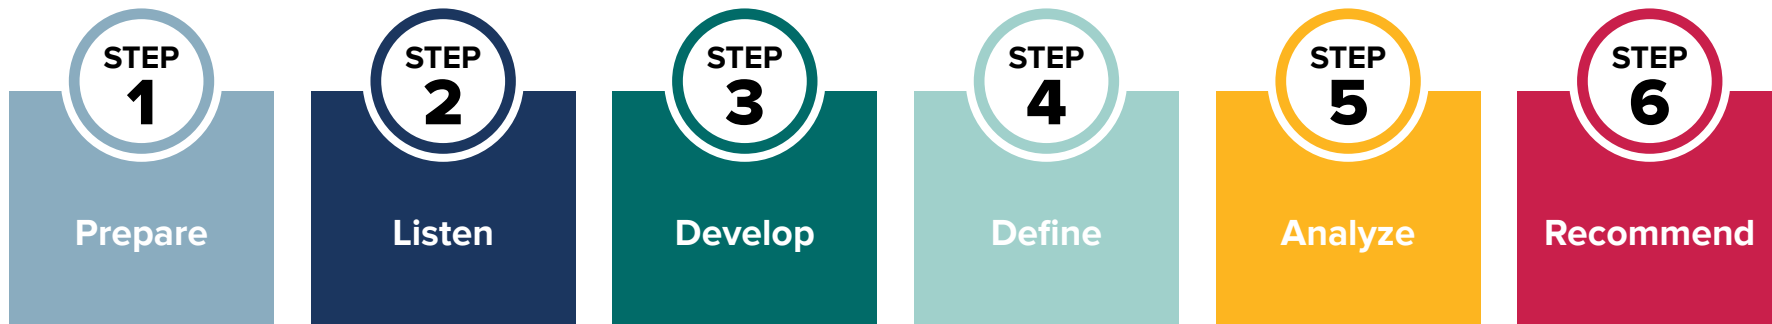 STEP
1
Prepare
STEP
2
Listen
STEP
3
Develop
STEP
4
Define
STEP
5
Analyze
STEP
6
Recommend